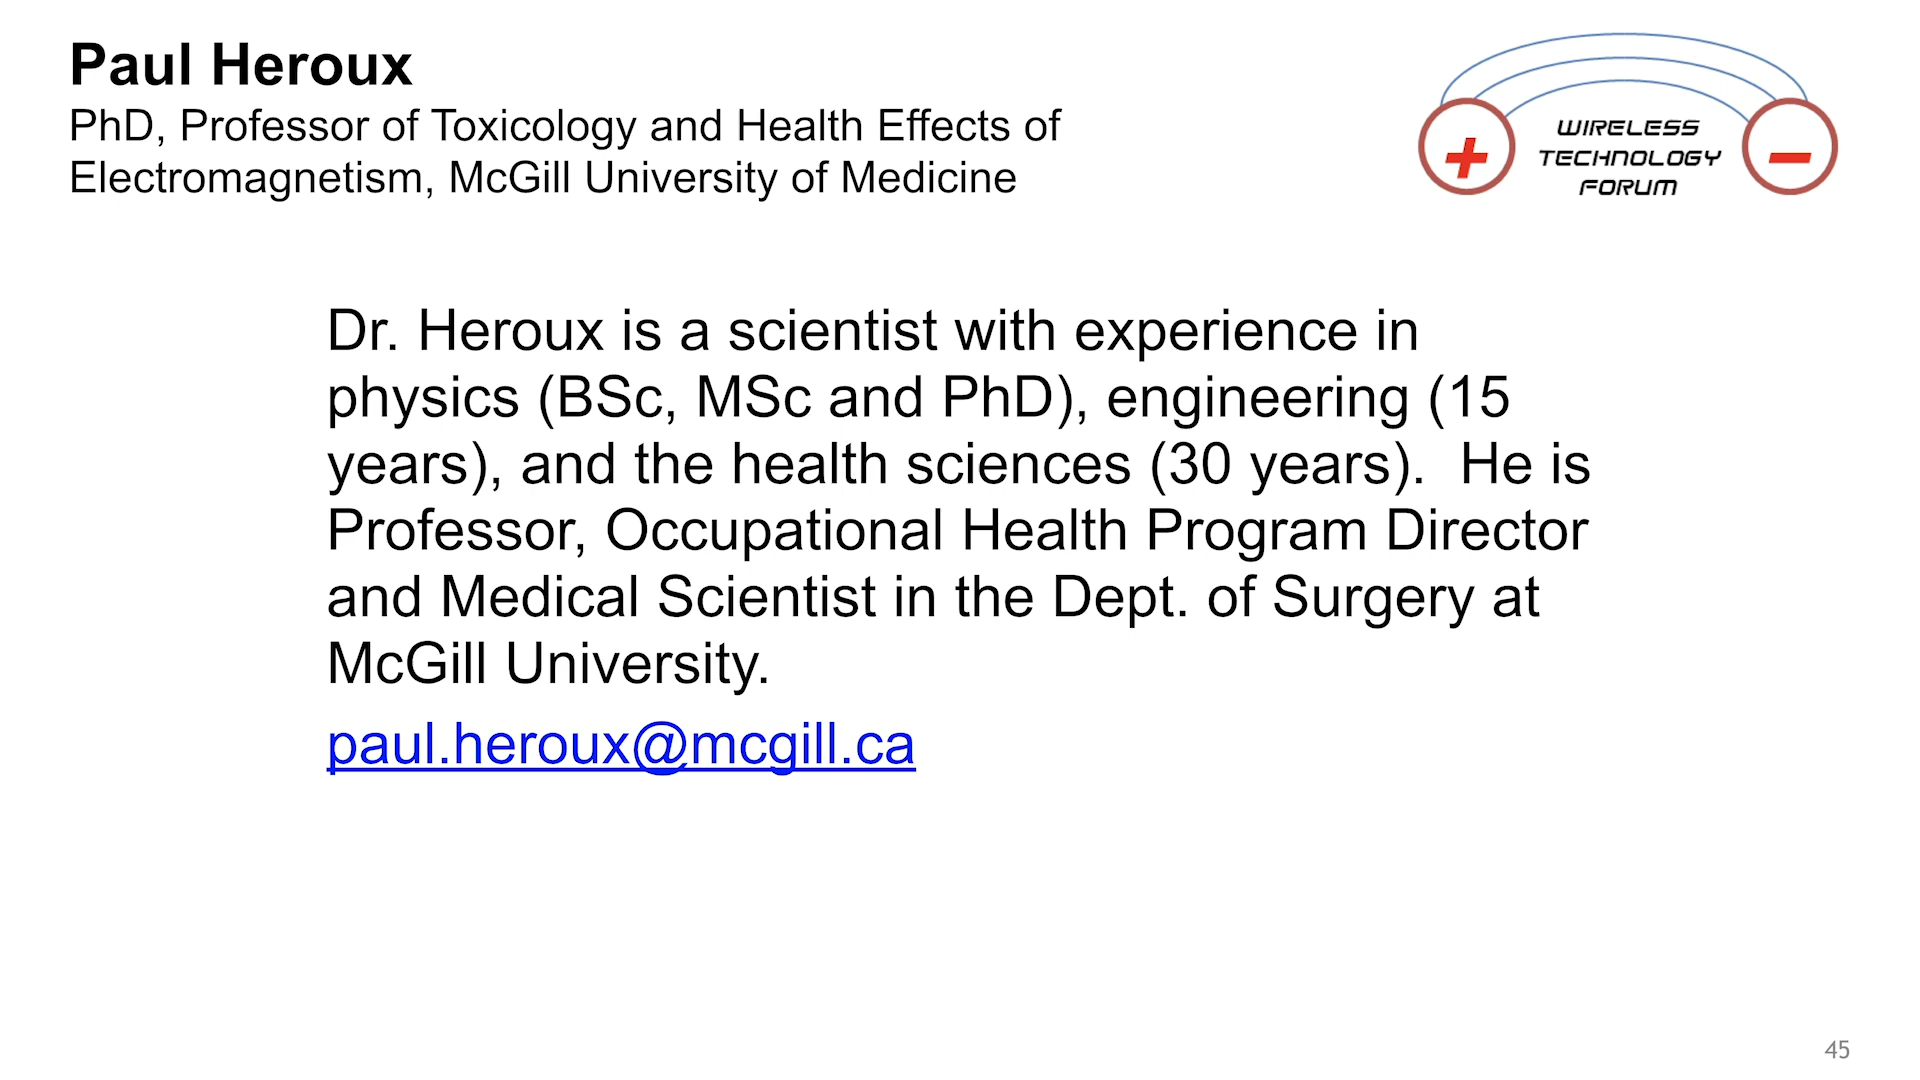 Paul Heroux
PhD, Professor of Toxicology and Health Effects of
Electromagnetism, McGill University of Medicine
+
WIRELESS
TECHNOLOGY
FORUM
−
Dr. Heroux is a scientist with experience in
physics (BSc, MSc and PhD), engineering (15
years), and the health sciences (30 years).  He is
Professor, Occupational Health Program Director
and Medical Scientist in the Dept. of Surgery at
McGill University.
paul.heroux@mcgill.ca
45